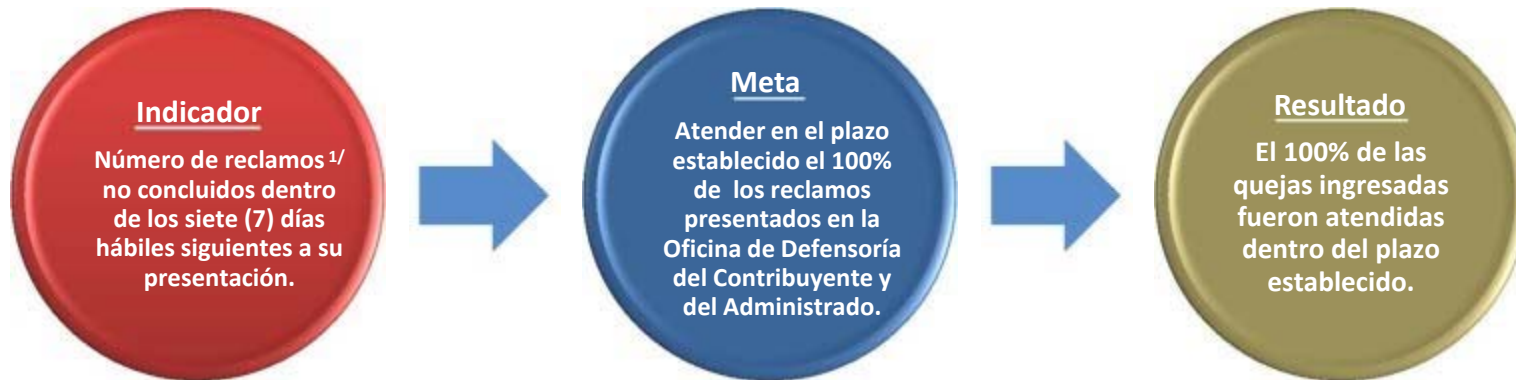 Indicador
Número de reclamos 1/
no concluidos dentro
de los siete (7) días
hábiles siguientes a su
presentación.
Meta
Atender en el plazo
establecido el 100%
de los reclamos
presentados en la
Oficina de Defensoría
del Contribuyente y
del Administrado.
Resultado
El 100% de las
quejas ingresadas
fueron atendidas
dentro del plazo
establecido.